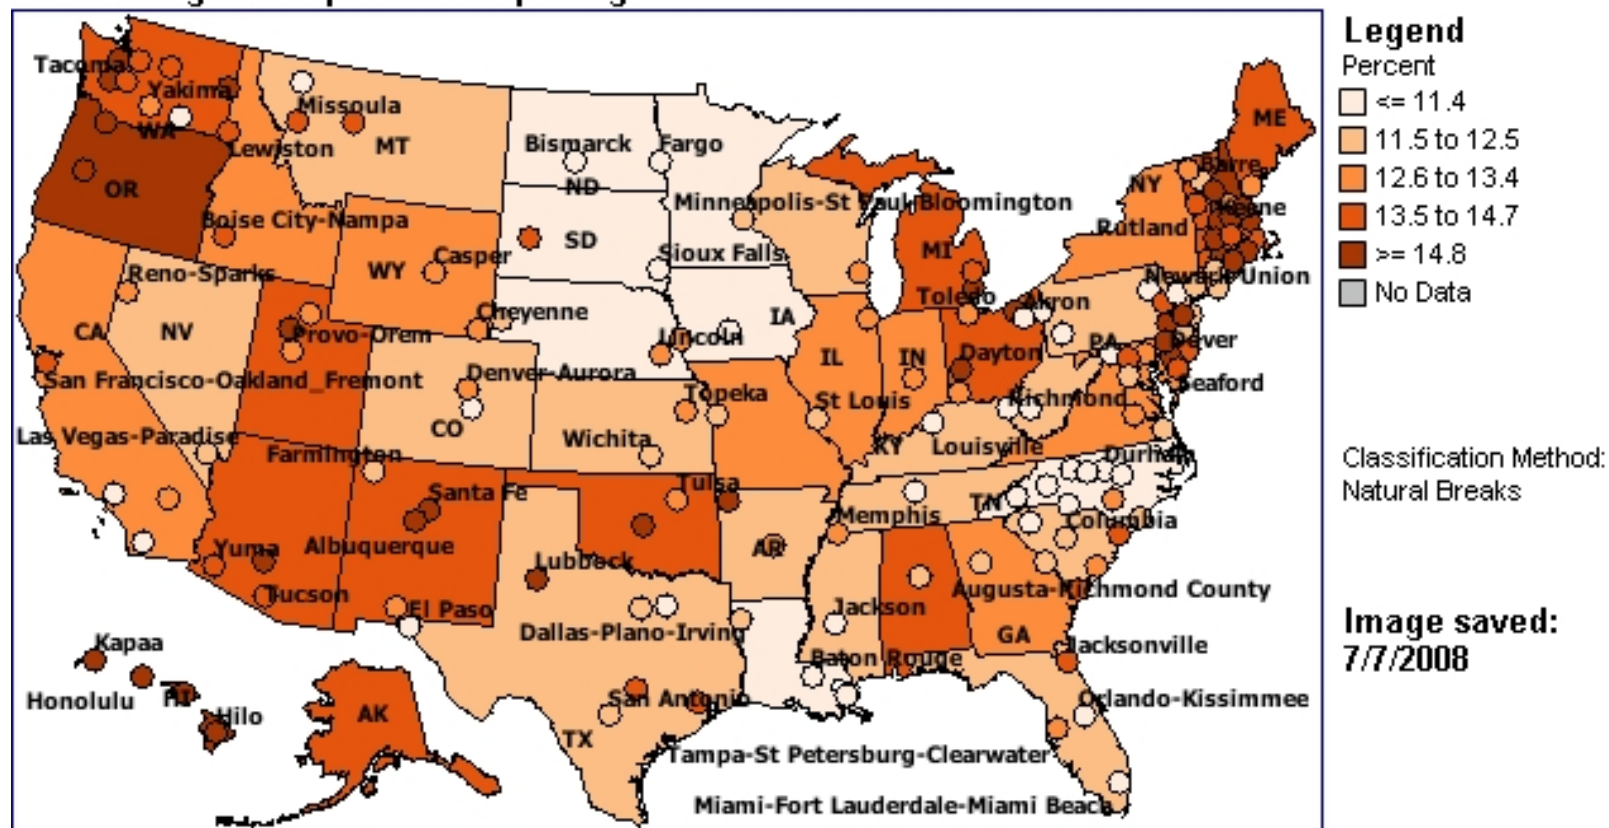 Legend
Percent
<= 11.4
11.5 to 12.5
12.6 to 13.4
13.5 to 14.7
>= 14.8
No Data
Classification Method:
Natural Breaks
Image saved:
7/7/2008
Tacoma
Yakima
WA
Missoula
MT
Lewiston
OR
Bismarck
Fargo
ND
Barre
ME
NY
Keene
Rutland
Boise City-Nampa
Minneapolis-St Paul-Bloomington
SD
Sioux Falls
MI
WY
Casper
Reno-Sparks
Newark-Union
Toledo
Akron
Cheyenne
CA
NV
Provo-Orem
Lincoln
IA
IL
IN
Dayton
PA
Dover
San Francisco-Oakland_Fremont
Denver-Aurora
Topeka
St Louis
Richmond
Seaford
CO
Wichita
KY
Louisville
Las Vegas-Paradise
Farmington
Durham
Santa Fe
Tulsa
TN
Memphis
Columbia
Yuma
Albuquerque
Lubbock
AR
Tucson
El Paso
Augusta-Richmond County
Jackson
Dallas-Plano-Irving
GA
Jacksonville
Baton Rouge
Kapaa
Honolulu
HI
Hilo
AK
San Antonio
Orlando-Kissimmee
TX
Tampa-St Petersburg-Clearwater
Miami-Fort Lauderdale-Miami Beach